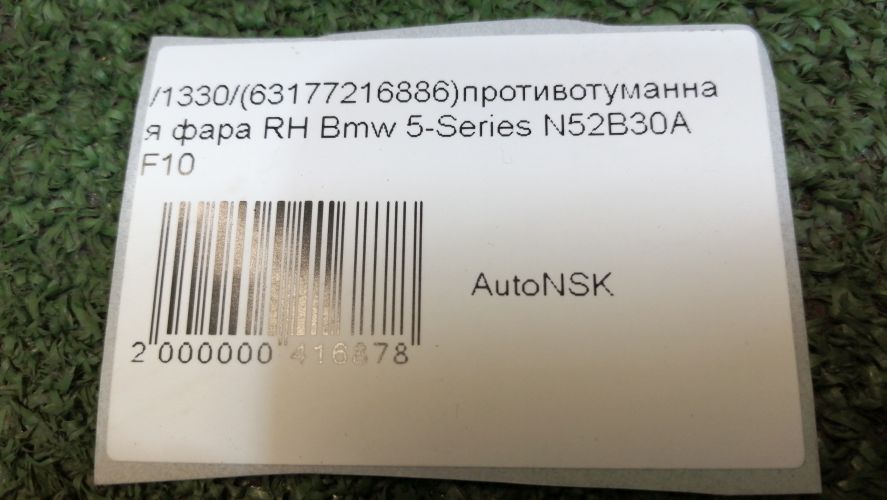 /1330/(63177216886)противотуманна
я фара RH Bmw 5-Series N52B30A
F10
AutoNSK
2 000000 416878